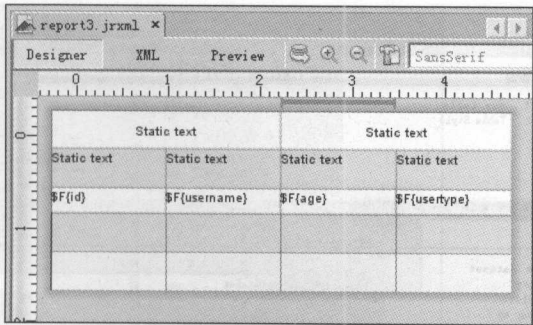 report3.jrxml ×
Designer XML Preview SansSerif
0 1 2 3 4
0
Static text Static text
Static text Static text Static text Static text
$F{id} $F{username} $F{age} $F{usertype}
1